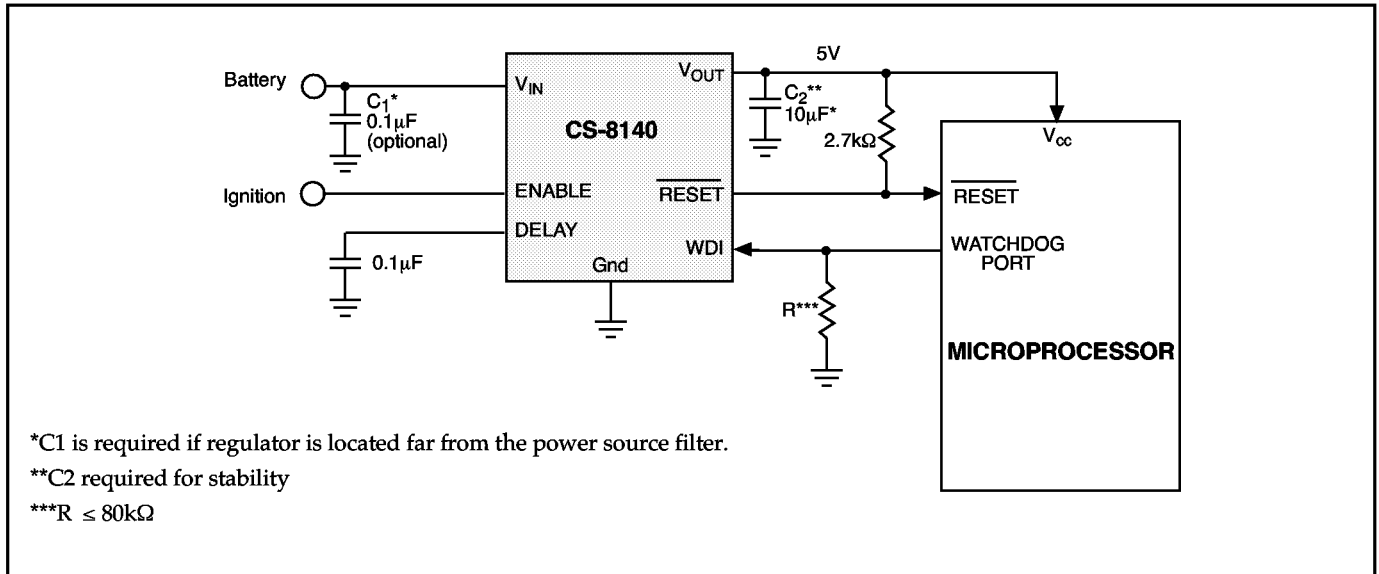 5V
Battery
V_IN
V_OUT
C1*
0.1µF
(optional)
C2**
10µF*
CS-8140
2.7kΩ
Vcc
Ignition
ENABLE
RESET
RESET
DELAY
WDI
WATCHDOG
PORT
0.1µF
Gnd
R***
MICROPROCESSOR
*C1 is required if regulator is located far from the power source filter.
**C2 required for stability
***R ≤ 80kΩ